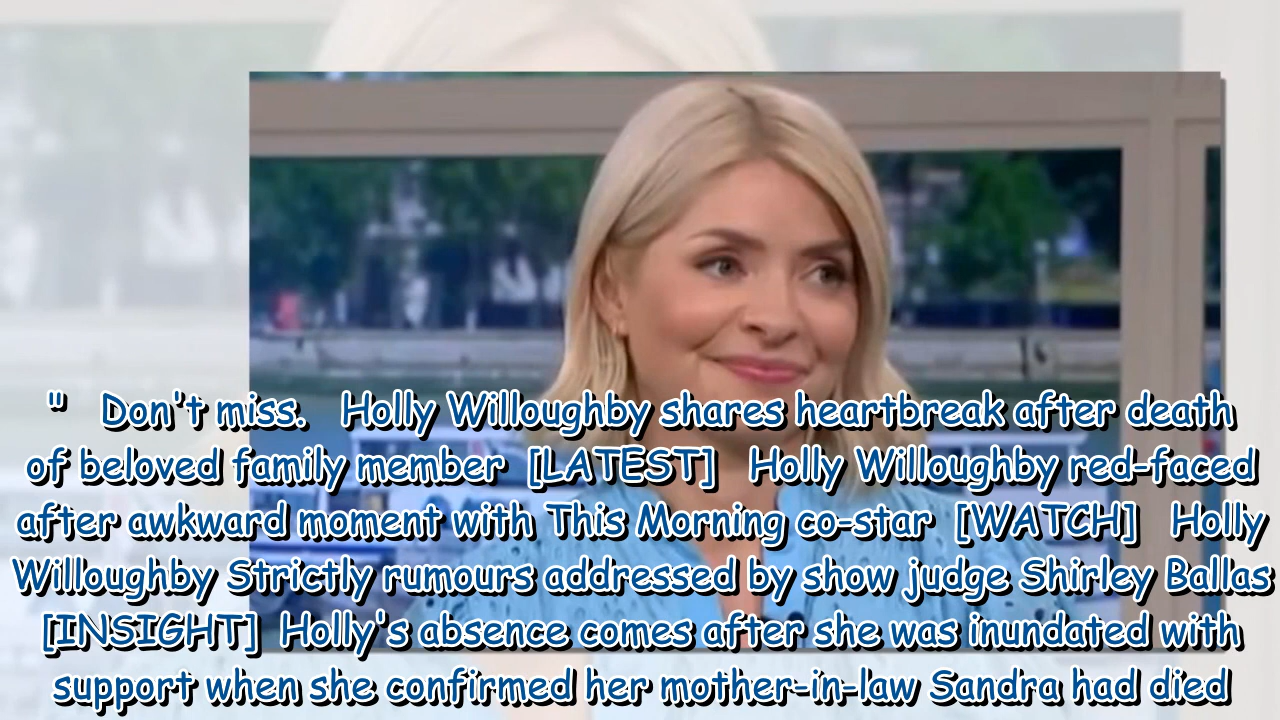 " Don't miss. Holly Willoughby shares heartbreak after death
of beloved family member [LATEST] Holly Willoughby red-faced
after awkward moment with This Morning co-star [WATCH] Holly
Willoughby Strictly rumours addressed by show judge Shirley Ballas
[INSIGHT] Holly's absence comes after she was inundated with
support when she confirmed her mother-in-law Sandra had died